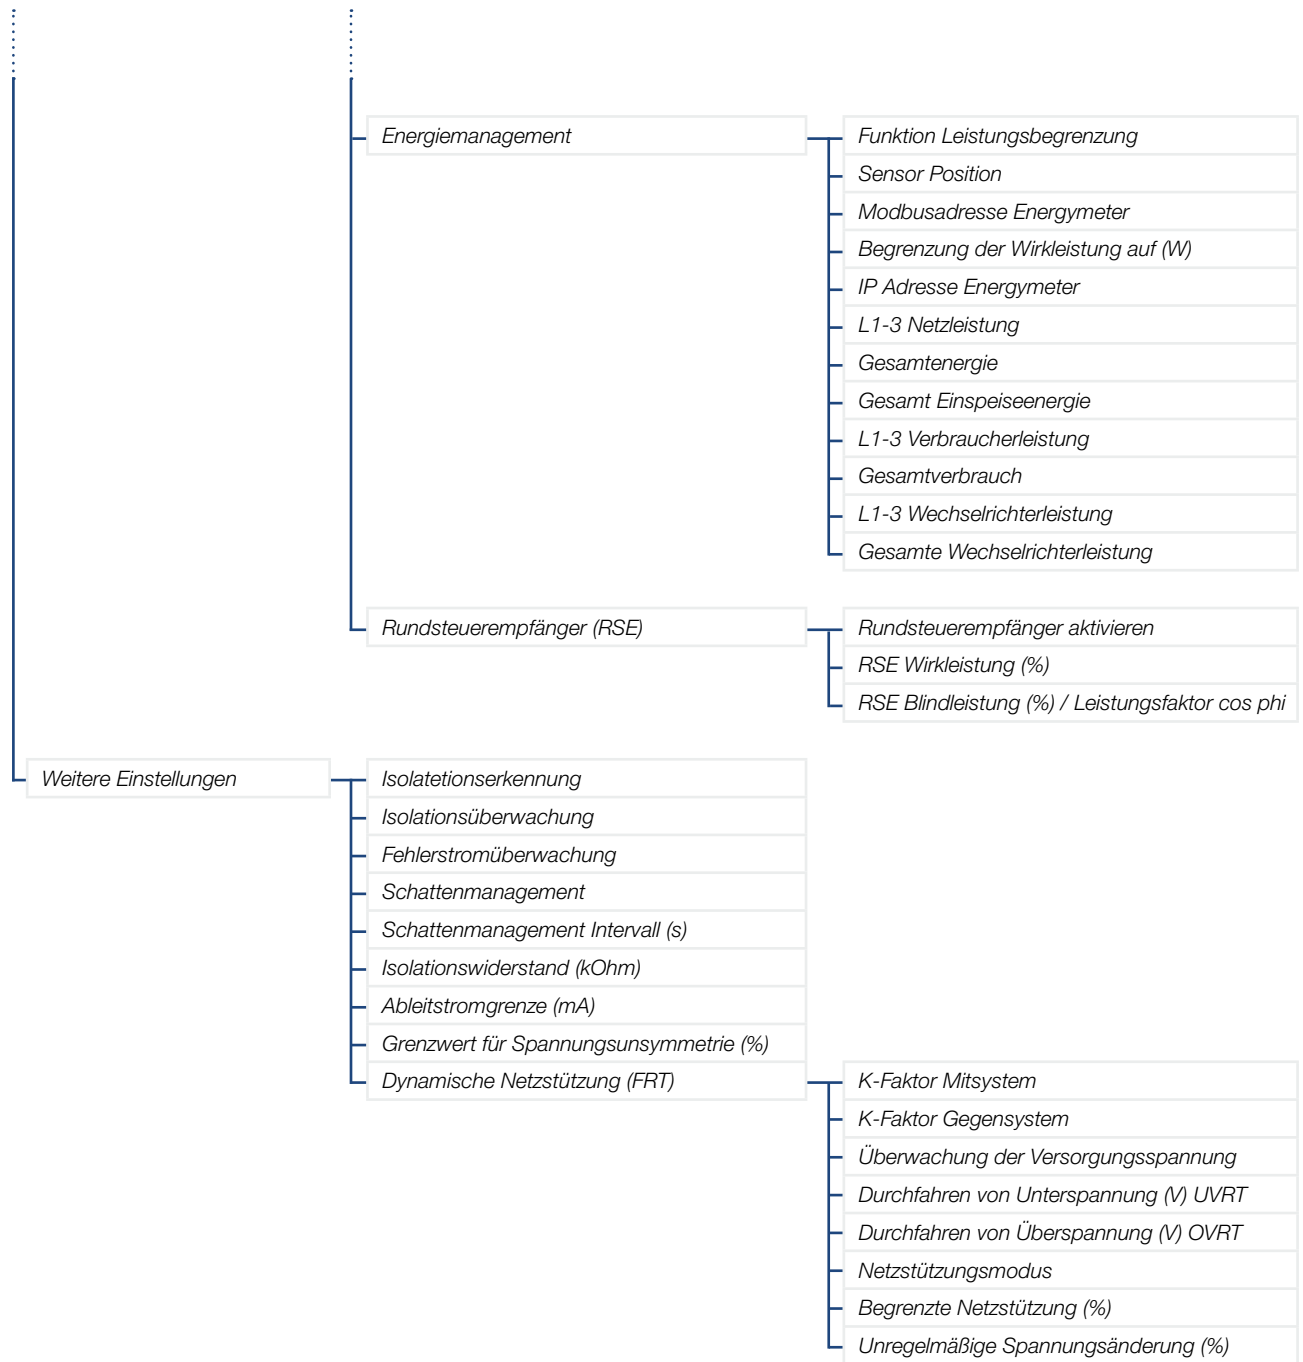 Energiemanagement
Funktion Leistungsbegrenzung
Sensor Position
Modbusadresse Energymeter
Begrenzung der Wirkleistung auf (W)
IP Adresse Energymeter
L1-3 Netzleistung
Gesamtenergie
Gesamt Einspeiseenergie
L1-3 Verbraucherleistung
Gesamtverbrauch
L1-3 Wechselrichterleistung
Gesamte Wechselrichterleistung
Rundsteuerempfänger (RSE)
Rundsteuerempfänger aktivieren
RSE Wirkleistung (%)
RSE Blindleistung (%) / Leistungsfaktor cos phi
Weitere Einstellungen
Isolatetionserkennung
Isolationsüberwachung
Fehlerstromüberwachung
Schattenmanagement
Schattenmanagement Intervall (s)
Isolationswiderstand (kOhm)
Ableitstromgrenze (mA)
Grenzwert für Spannungsunsymmetrie (%)
Dynamische Netzstützung (FRT)
K-Faktor Mitsystem
K-Faktor Gegensystem
Überwachung der Versorgungsspannung
Durchfahren von Unterspannung (V) UVRT
Durchfahren von Überspannung (V) OVRT
Netzstützungsmodus
Begrenzte Netzstützung (%)
Unregelmäßige Spannungsänderung (%)